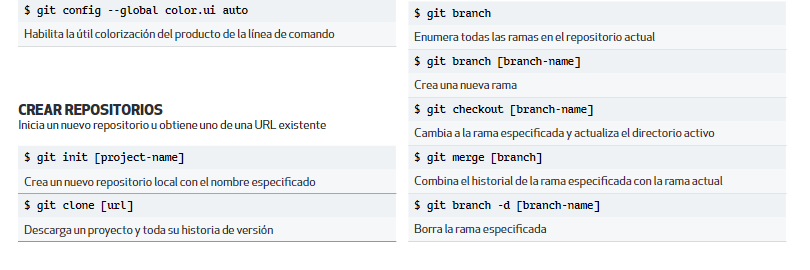 $ git config --global color.ui auto
Habilita la útil colorización del producto de la línea de comando
CREAR REPOSITORIOS
Inicia un nuevo repositorio u obtiene uno de una URL existente
$ git init [project-name]
Crea un nuevo repositorio local con el nombre especificado
$ git clone [url]
Descarga un proyecto y toda su historia de versión
$ git branch
Enumera todas las ramas en el repositorio actual
$ git branch [branch-name]
Crea una nueva rama
$ git checkout [branch-name]
Cambia a la rama especificada y actualiza el directorio activo
$ git merge [branch]
Combina el historial de la rama especificada con la rama actual
$ git branch -d [branch-name]
Borra la rama especificada